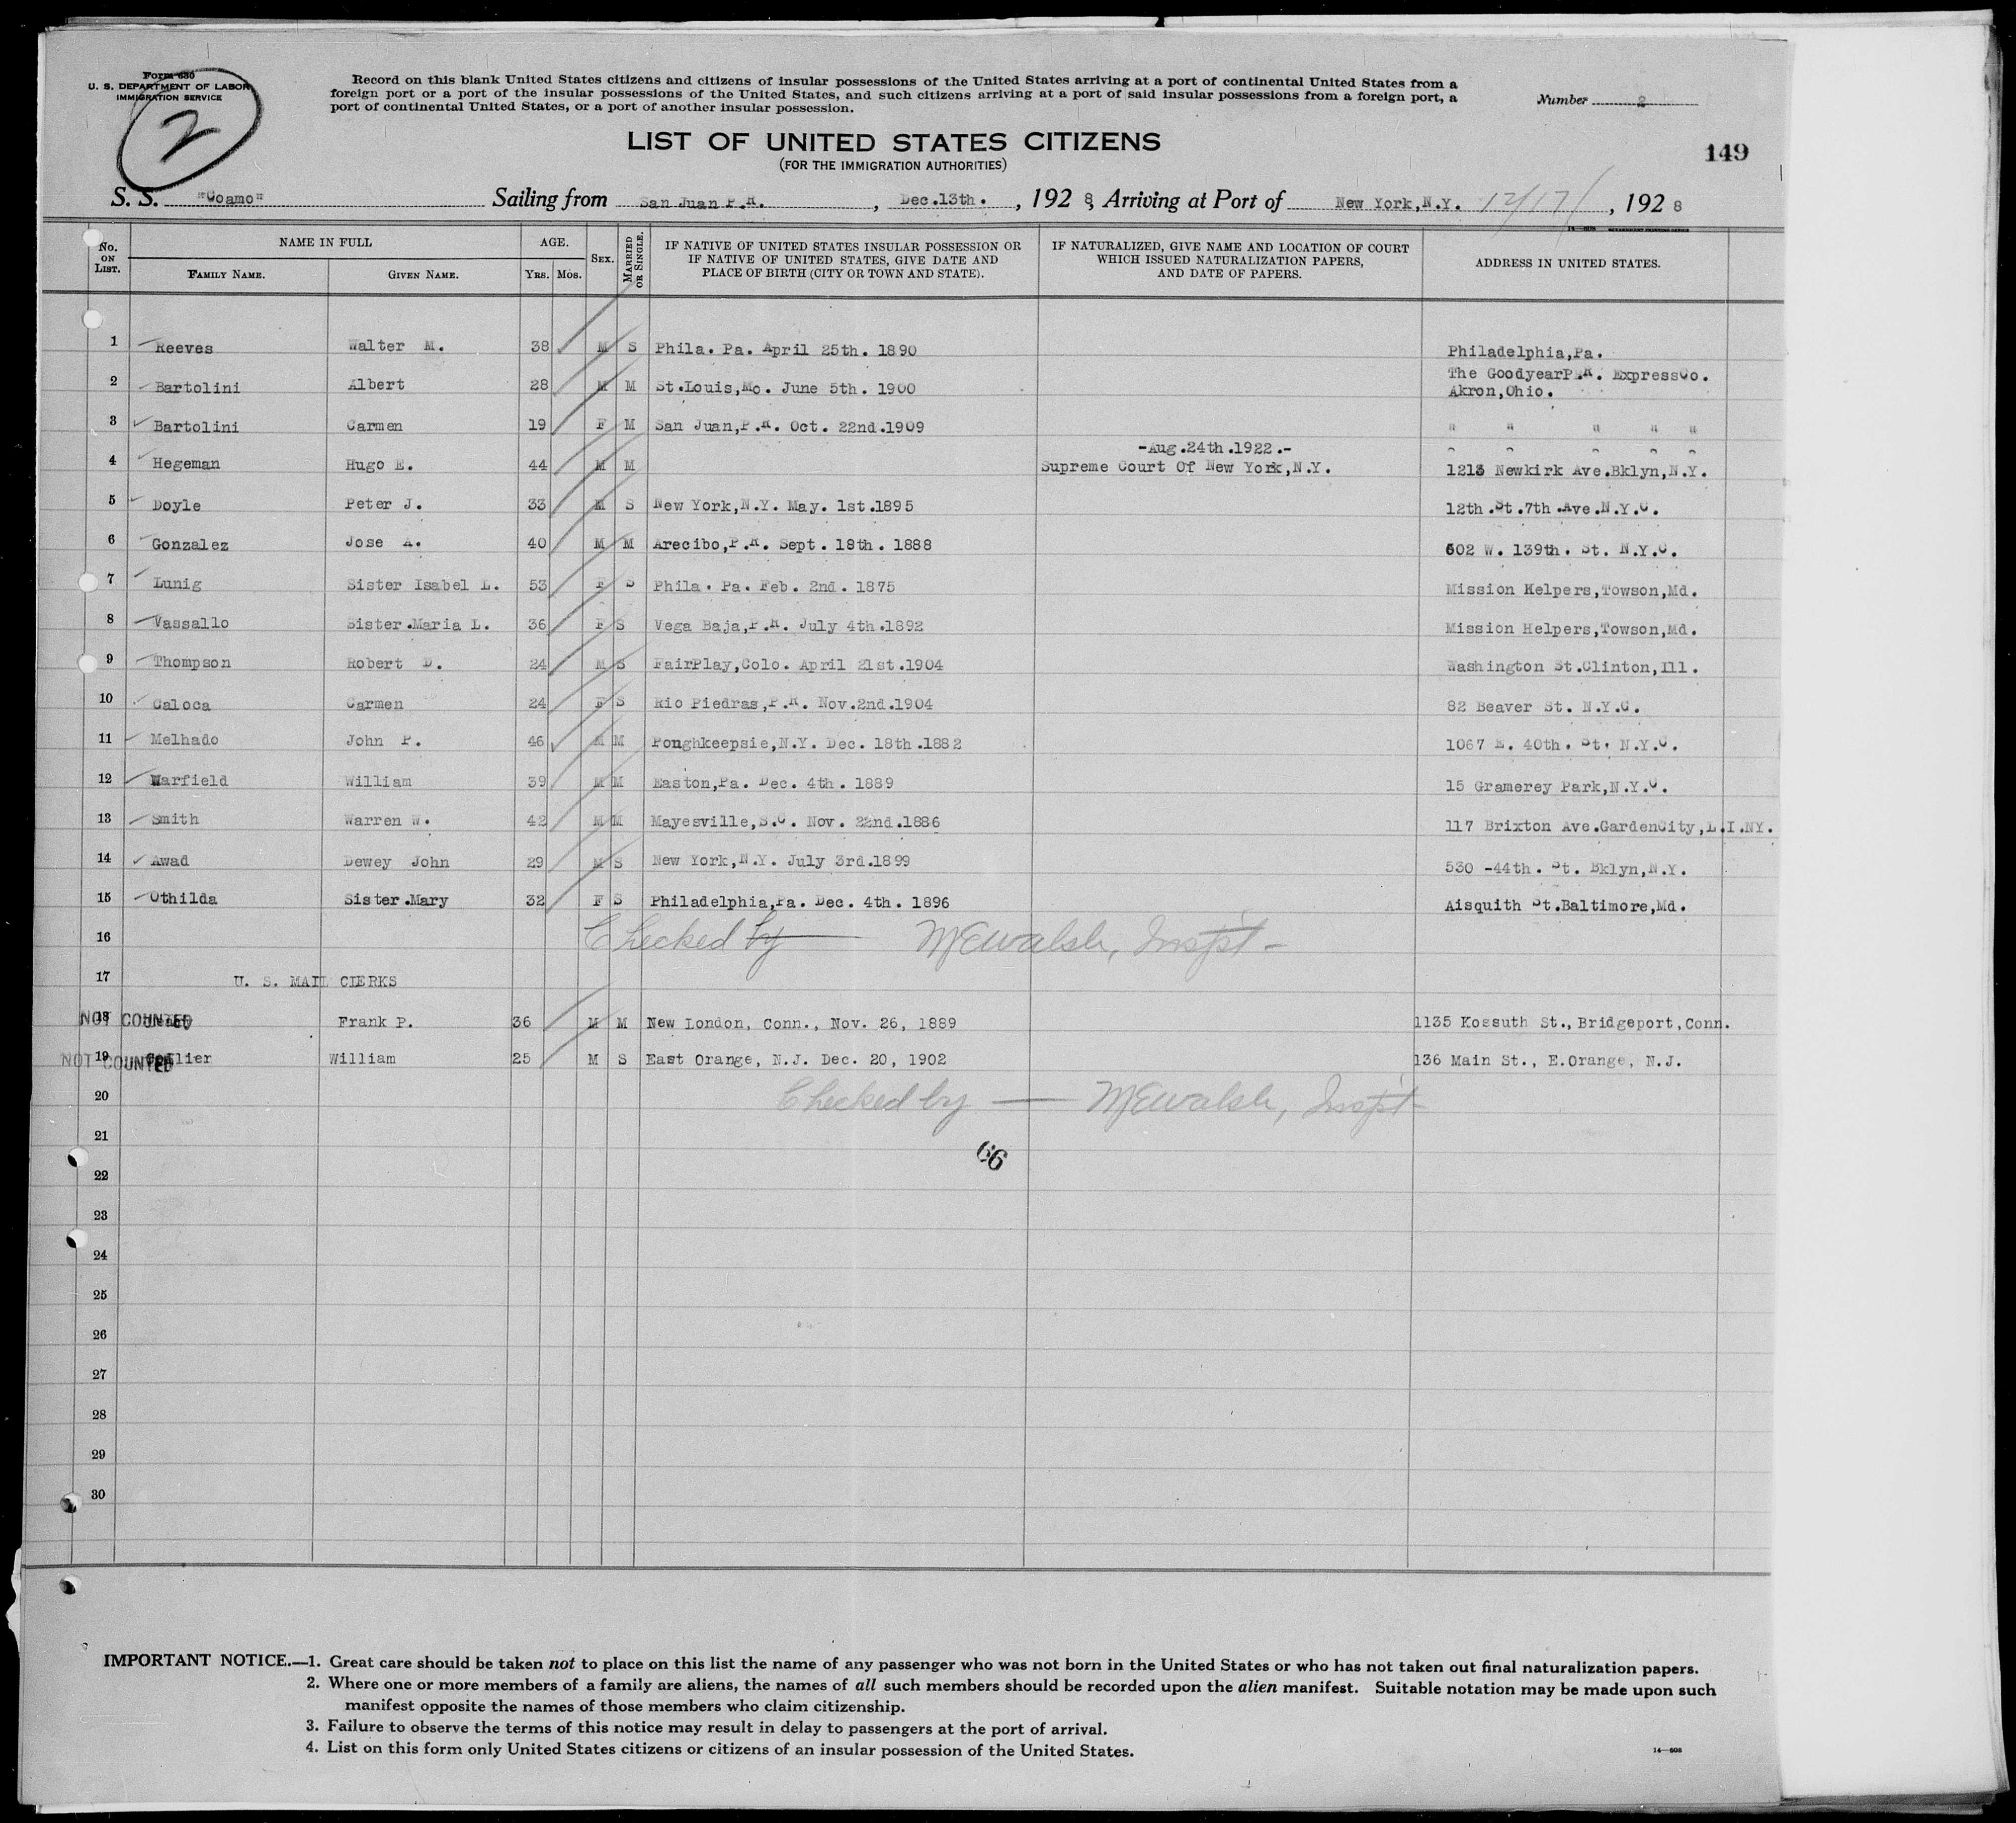 Form 630
U. S. DEPARTMENT OF LABOR
IMMIGRATION SERVICE
2
Record on this blank United States citizens and citizens of insular possessions of the United States arriving at a port of continental United States from a
foreign port or a port of the insular possessions of the United States, and such citizens arriving at a port of said insular possessions from a foreign port, a
port of continental United States, or a port of another insular possession.
Number 2
LIST OF UNITED STATES CITIZENS
(FOR THE IMMIGRATION AUTHORITIES)
149
S. S. "Coamo" Sailing from San Juan P.R. , Dec.13th. , 192 8, Arriving at Port of New York,N.Y. 12/17/ , 192 8
No. ON LIST. NAME IN FULL AGE. SEX. MARRIED OR SINGLE. IF NATIVE OF UNITED STATES INSULAR POSSESSION OR IF NATIVE OF UNITED STATES, GIVE DATE AND PLACE OF BIRTH (CITY OR TOWN AND STATE). IF NATURALIZED, GIVE NAME AND LOCATION OF COURT WHICH ISSUED NATURALIZATION PAPERS, AND DATE OF PAPERS. ADDRESS IN UNITED STATES.
FAMILY NAME. GIVEN NAME. YRS. MOS.
1 Reeves Walter M. 38 M S Phila. Pa. April 25th. 1890 Philadelphia,Pa.
2 Bartolini Albert 28 M M St.Louis,Mo. June 5th. 1900 The GoodyearP.R. ExpressCo.
Akron,Ohio.
3 Bartolini Carmen 19 F M San Juan,P.R. Oct. 22nd.1909 " " " " "
-Aug.24th.1922.- " " " " "
4 Hegeman Hugo E. 44 M M Supreme Court Of New York,N.Y. 1213 Newkirk Ave.Bklyn,N.Y.
5 Doyle Peter J. 33 M S New York,N.Y. May. 1st.1895 12th.St.7th.Ave.N.Y.C.
6 Gonzalez Jose A. 40 M M Arecibo,P.R. Sept. 18th. 1888 602 W. 139th. St. N.Y.C.
7 Lunig Sister Isabel L. 53 F S Phila. Pa. Feb. 2nd. 1875 Mission Helpers,Towson,Md.
8 Vassallo Sister.Maria L. 36 F S Vega Baja,P.R. July 4th.1892 Mission Helpers,Towson,Md.
9 Thompson Robert D. 24 M S FairPlay,Colo. April 21st.1904 Washington St.Clinton,Ill.
10 Caloca Carmen 24 F S Rio Piedras,P.R. Nov.2nd.1904 82 Beaver St. N.Y.C.
11 Melhado John P. 46 M M Poughkeepsie,N.Y. Dec. 18th.1882 1067 E. 40th. St. N.Y.C.
12 Warfield William 39 M M Easton,Pa. Dec. 4th. 1889 15 Gramerey Park,N.Y.C.
13 Smith Warren W. 42 M M Mayesville,S.C. Nov. 22nd.1886 117 Brixton Ave.GardenCity,L.I.NY.
14 Awad Dewey John 29 M S New York,N.Y. July 3rd.1899 530 -44th. St. Bklyn,N.Y.
15 Othilda Sister.Mary 32 F S Philadelphia,Pa. Dec. 4th. 1896 Aisquith St.Baltimore,Md.
16 Checked by — MEWalsh, Inspt -
17 U. S. MAIL CLERKS
18 NOT COUNTED Frank P. 36 M M New London, Conn., Nov. 26, 1889 1135 Kossuth St., Bridgeport, Conn.
19 NOT COUNTED William 25 M S East Orange, N.J. Dec. 20, 1902 136 Main St., E.Orange, N.J.
20 Checked by — MEWalsh, Inspt
21
66
22
23
24
25
26
27
28
29
30
IMPORTANT NOTICE.—1. Great care should be taken not to place on this list the name of any passenger who was not born in the United States or who has not taken out final naturalization papers.
2. Where one or more members of a family are aliens, the names of all such members should be recorded upon the alien manifest. Suitable notation may be made upon such
manifest opposite the names of those members who claim citizenship.
3. Failure to observe the terms of this notice may result in delay to passengers at the port of arrival.
4. List on this form only United States citizens or citizens of an insular possession of the United States.
14—608